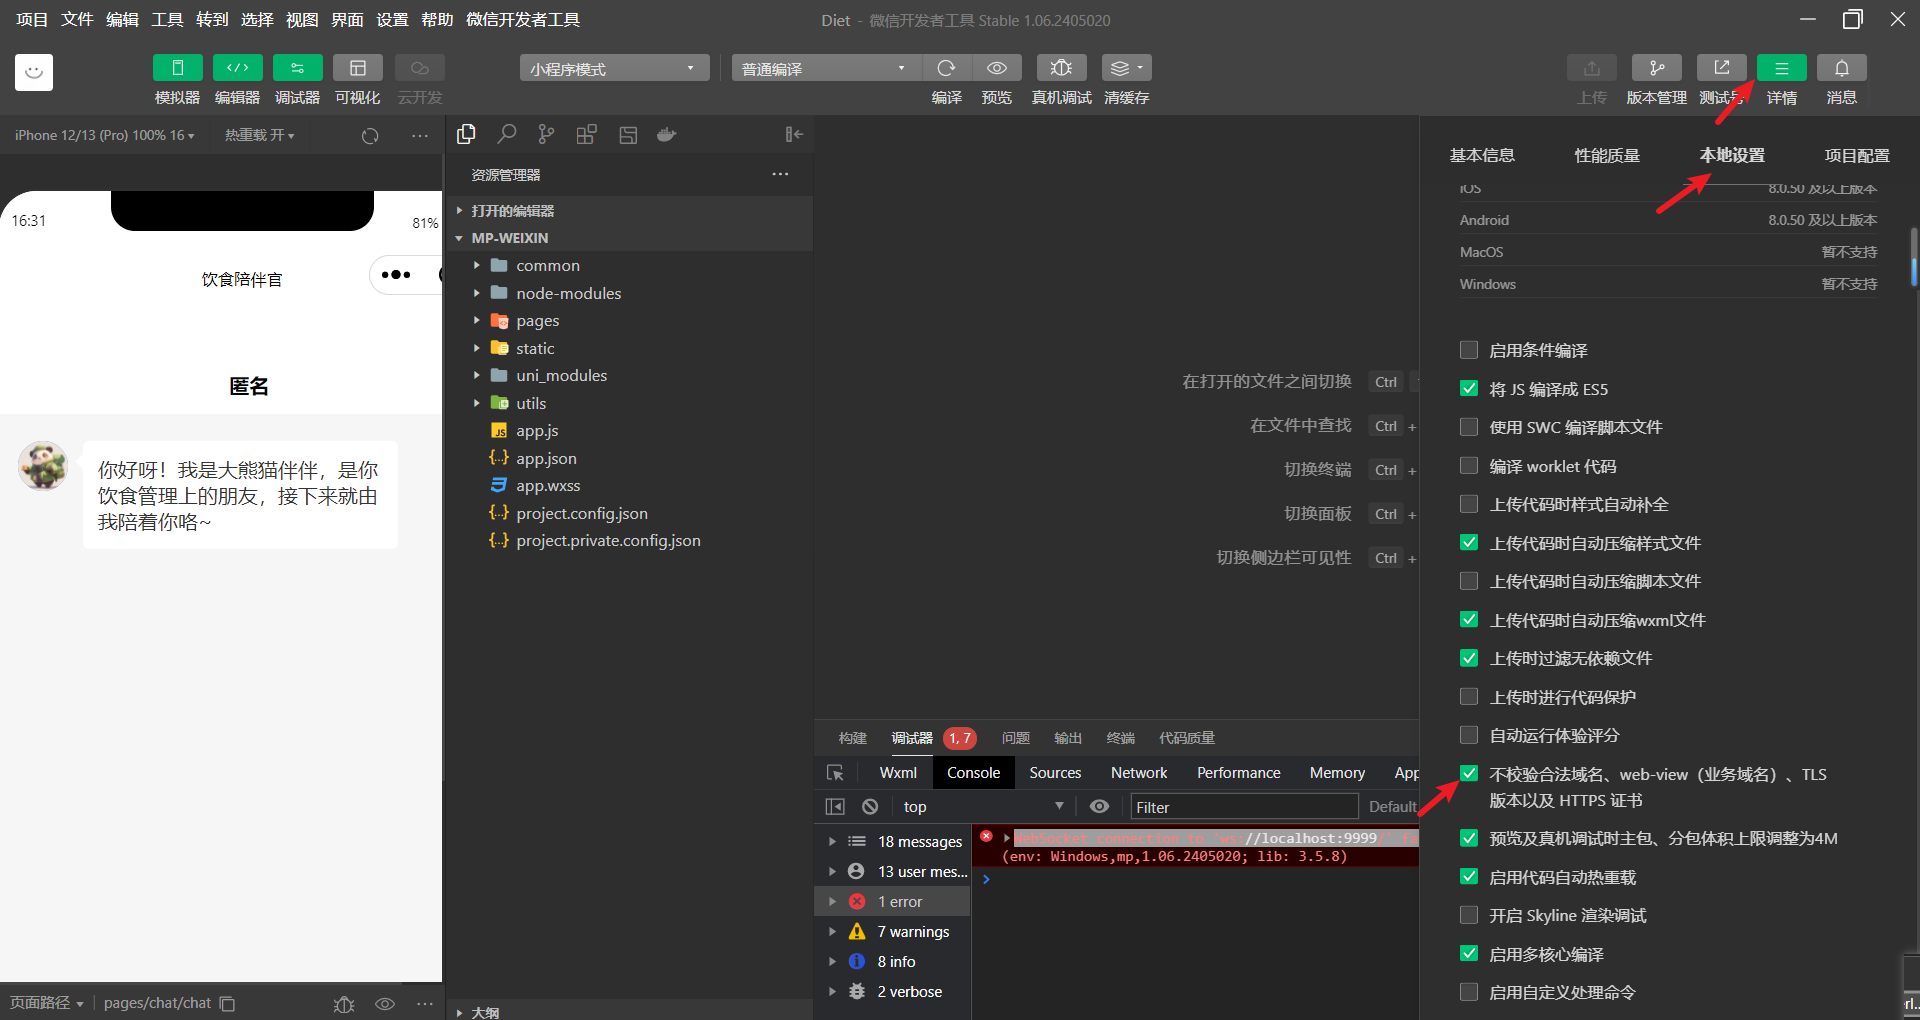 项目 文件 编辑 工具 转到 选择 视图 界面 设置 帮助 微信开发者工具
Diet - 微信开发者工具 Stable 1.06.2405020
模拟器 编辑器 调试器 可视化 云开发
小程序模式
普通编译
编译 预览 真机调试 清缓存
上传 版本管理 测试号 详情 消息
iPhone 12/13 (Pro) 100% 16
热重载 开
16:31
81%
饮食陪伴官
匿名
你好呀！我是大熊猫伴伴，是你
饮食管理上的朋友，接下来就由
我陪着你咯~
页面路径
pages/chat/chat
资源管理器
打开的编辑器
MP-WEIXIN
common
node-modules
pages
static
uni_modules
utils
app.js
app.json
app.wxss
project.config.json
project.private.config.json
大纲
在打开的文件之间切换 Ctrl
在文件中查找 Ctrl +
切换终端 Ctrl +
切换面板 Ctrl +
切换侧边栏可见性 Ctrl +
构建 调试器 1, 7 问题 输出 终端 代码质量
Wxml Console Sources Network Performance Memory App
top
Filter
Default
18 messages
13 user mes...
1 error
7 warnings
8 info
2 verbose
WebSocket connection to 'ws://localhost:9999/' fa
(env: Windows,mp,1.06.2405020; lib: 3.5.8)
基本信息 性能质量 本地设置 项目配置
iOS 8.0.50 及以上版本
Android 8.0.50 及以上版本
MacOS 暂不支持
Windows 暂不支持
启用条件编译
将 JS 编译成 ES5
使用 SWC 编译脚本文件
编译 worklet 代码
上传代码时样式自动补全
上传代码时自动压缩样式文件
上传代码时自动压缩脚本文件
上传代码时自动压缩wxml文件
上传时过滤无依赖文件
上传时进行代码保护
自动运行体验评分
不校验合法域名、web-view（业务域名）、TLS
版本以及 HTTPS 证书
预览及真机调试时主包、分包体积上限调整为4M
启用代码自动热重载
开启 Skyline 渲染调试
启用多核心编译
启用自定义处理命令